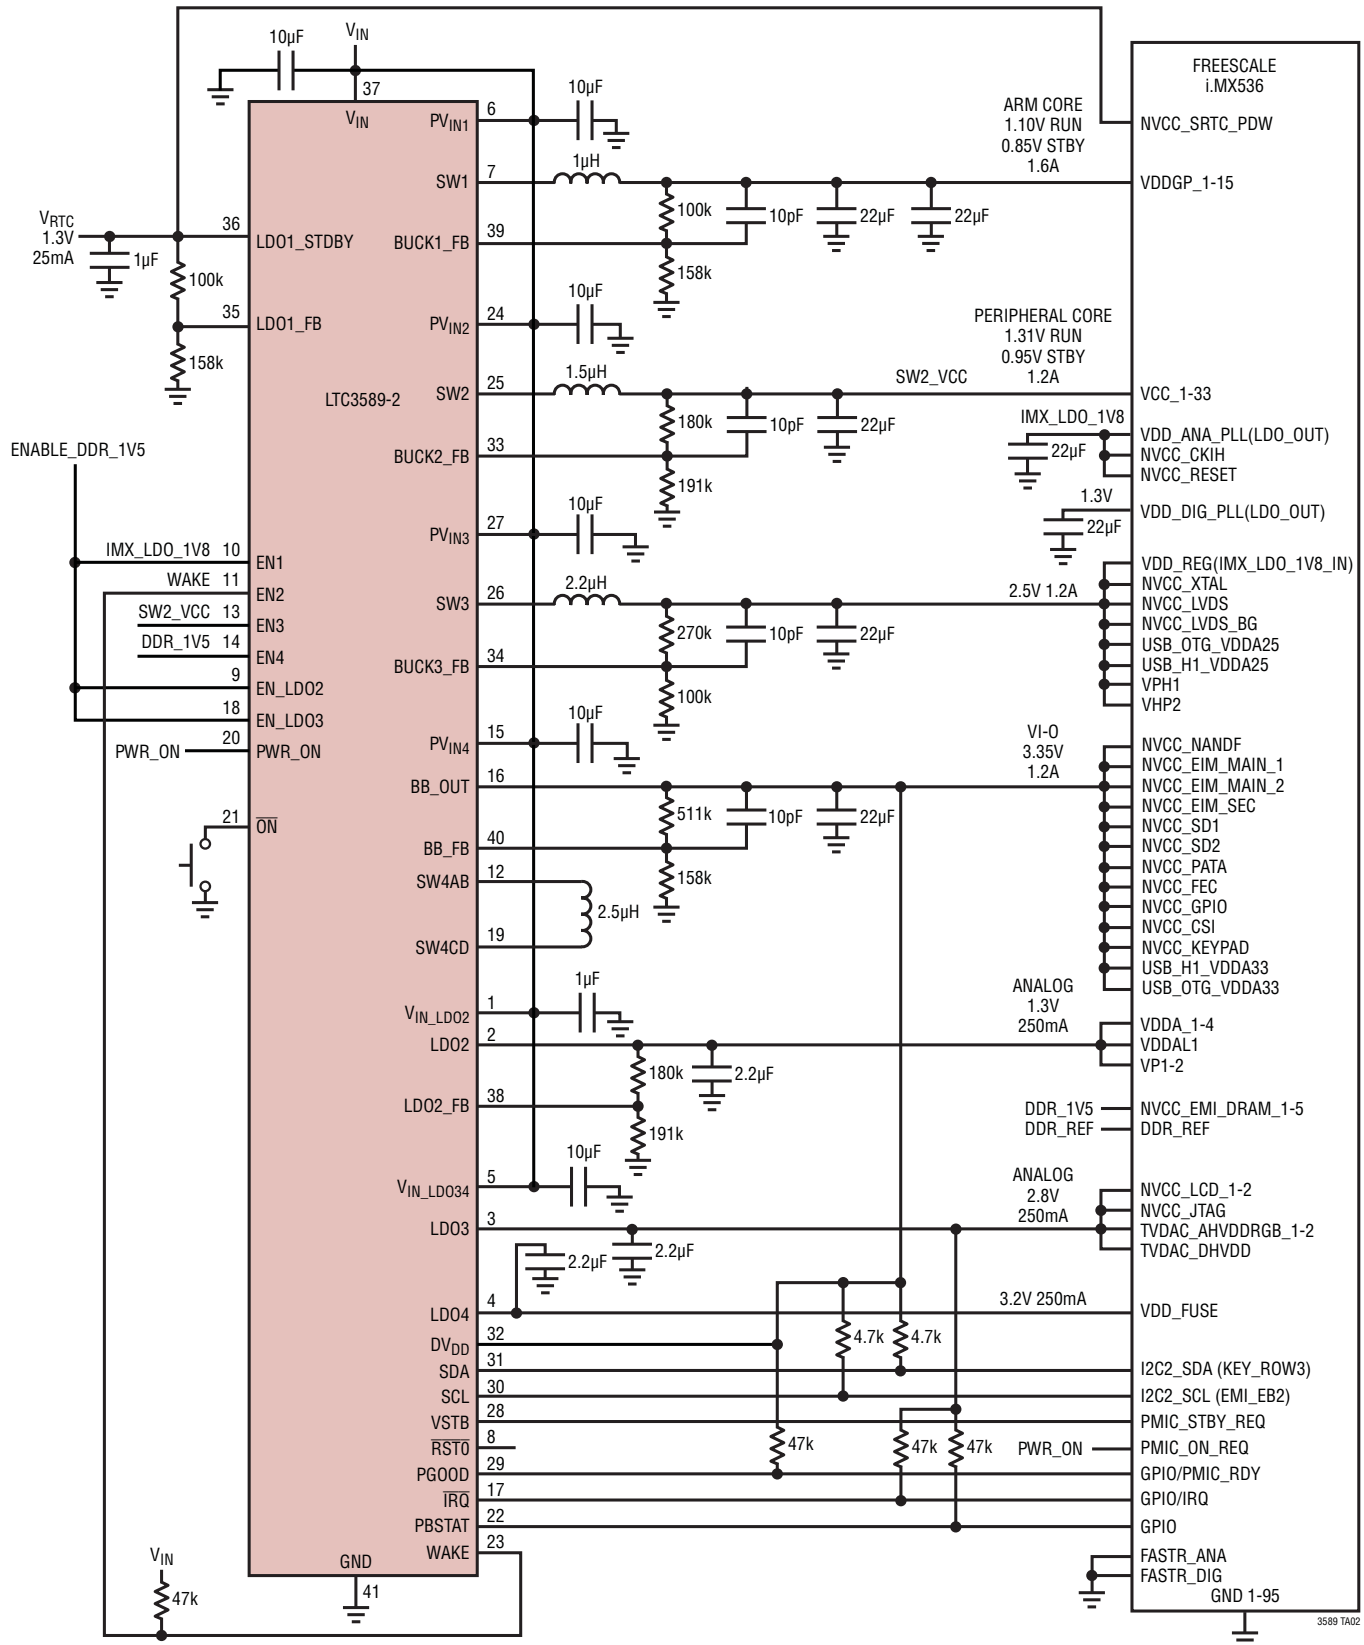 VIN
10µF
37
VIN
FREESCALE
i.MX536
PVIN1
6
10µF
ARM CORE
1.10V RUN
0.85V STBY
1.6A
NVCC_SRTC_PDW
SW1
7
1µH
VDDGP_1-15
100k
10pF
22µF
22µF
BUCK1_FB
39
158k
VRTC
1.3V
25mA
1µF
36
LDO1_STDBY
100k
35
LDO1_FB
158k
PVIN2
24
10µF
PERIPHERAL CORE
1.31V RUN
0.95V STBY
1.2A
LTC3589-2
SW2
25
1.5µH
SW2_VCC
VCC_1-33
180k
10pF
22µF
BUCK2_FB
33
191k
IMX_LDO_1V8
22µF
VDD_ANA_PLL(LDO_OUT)
NVCC_CKIH
NVCC_RESET
1.3V
22µF
VDD_DIG_PLL(LDO_OUT)
ENABLE_DDR_1V5
PVIN3
27
10µF
IMX_LDO_1V8
10
EN1
WAKE
11
EN2
SW2_VCC
13
EN3
DDR_1V5
14
EN4
9
EN_LDO2
18
EN_LDO3
PWR_ON
20
PWR_ON
21
ON
SW3
26
2.2µH
2.5V 1.2A
270k
10pF
22µF
BUCK3_FB
34
100k
VDD_REG(IMX_LDO_1V8_IN)
NVCC_XTAL
NVCC_LVDS
NVCC_LVDS_BG
USB_OTG_VDDA25
USB_H1_VDDA25
VPH1
VHP2
PVIN4
15
10µF
VI-O
3.35V
1.2A
BB_OUT
16
511k
10pF
22µF
BB_FB
40
158k
SW4AB
12
2.5µH
SW4CD
19
NVCC_NANDF
NVCC_EIM_MAIN_1
NVCC_EIM_MAIN_2
NVCC_EIM_SEC
NVCC_SD1
NVCC_SD2
NVCC_PATA
NVCC_FEC
NVCC_GPIO
NVCC_CSI
NVCC_KEYPAD
USB_H1_VDDA33
USB_OTG_VDDA33
VIN_LDO2
1
1µF
ANALOG
1.3V
250mA
LDO2
2
180k
2.2µF
LDO2_FB
38
191k
VDDA_1-4
VDDAL1
VP1-2
DDR_1V5
NVCC_EMI_DRAM_1-5
DDR_REF
DDR_REF
VIN_LDO34
5
10µF
ANALOG
2.8V
250mA
LDO3
3
2.2µF
2.2µF
NVCC_LCD_1-2
NVCC_JTAG
TVDAC_AHVDDRGB_1-2
TVDAC_DHVDD
LDO4
4
3.2V 250mA
VDD_FUSE
DVDD
32
4.7k
4.7k
SDA
31
I2C2_SDA (KEY_ROW3)
SCL
30
I2C2_SCL (EMI_EB2)
VSTB
28
PMIC_STBY_REQ
RSTO
8
47k
47k
47k
PWR_ON
PMIC_ON_REQ
PGOOD
29
GPIO/PMIC_RDY
IRQ
17
GPIO/IRQ
PBSTAT
22
GPIO
WAKE
23
VIN
47k
GND
41
FASTR_ANA
FASTR_DIG
GND 1-95
3589 TA02